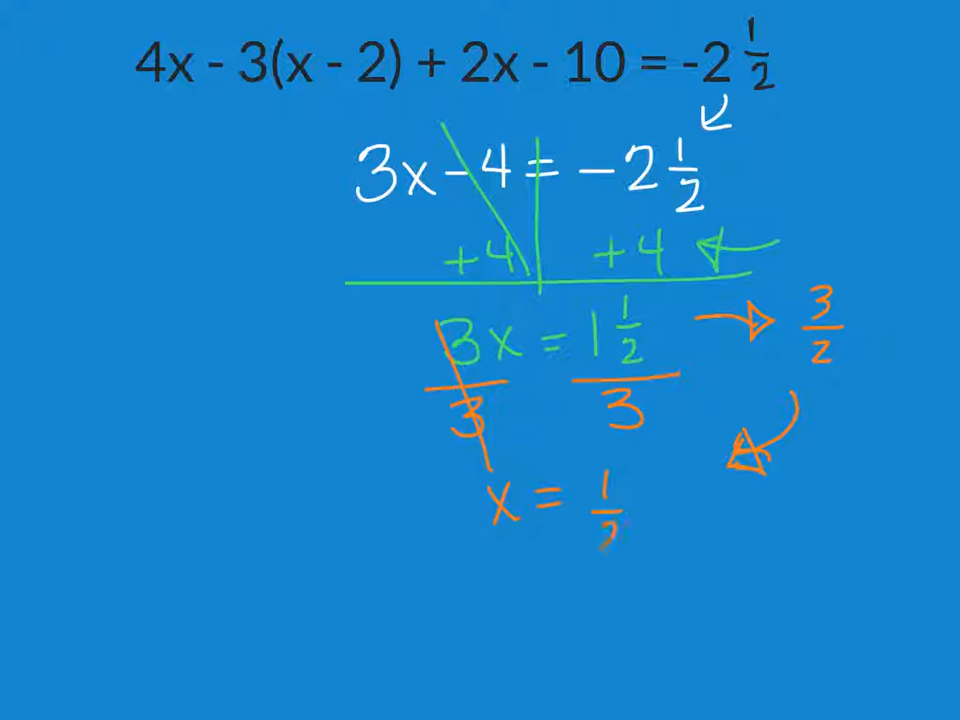 4x - 3(x - 2) + 2x - 10 = -2 1/2
3x - 4 = -2 1/2
+4 +4
3x = 1 1/2 → 3/2
3 3
x = 1/2